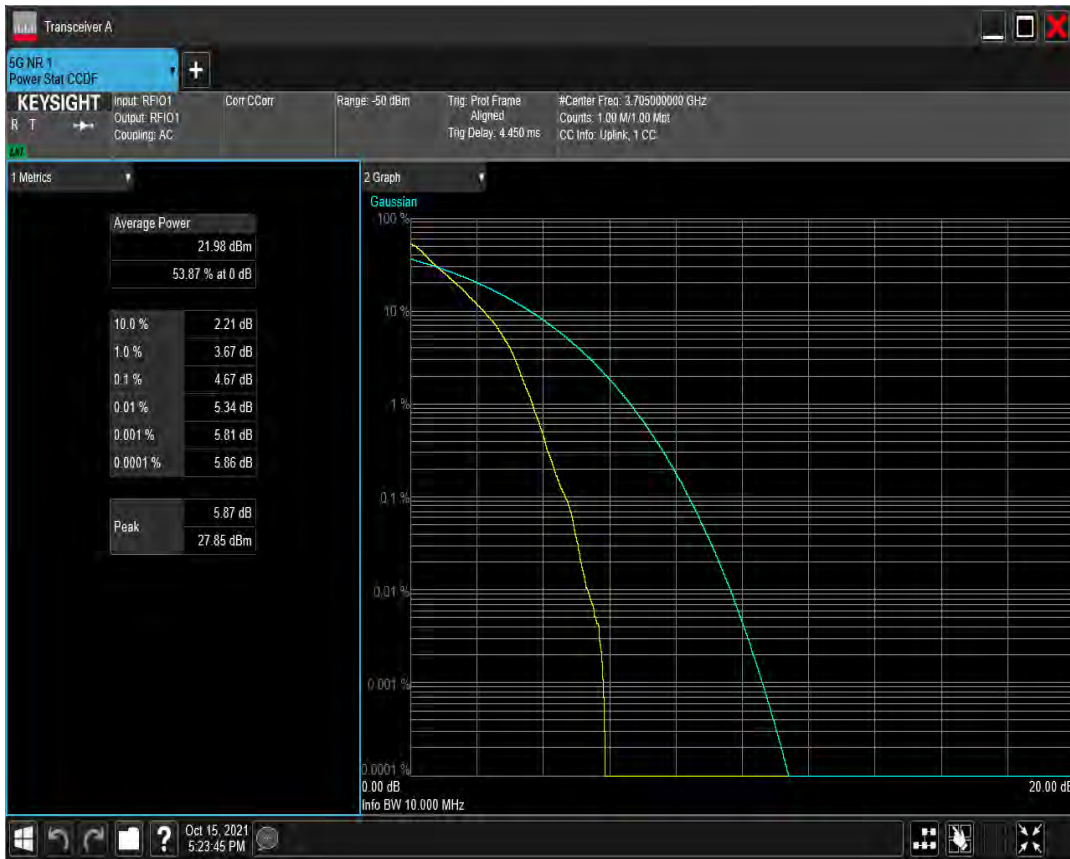 Transceiver A
5G NR 1
Power Stat CCDF
+
KEYSIGHT
R T
LXI
Input: RFIO1
Output: RFIO1
Coupling: AC
Corr CCorr
Range: -50 dBm
Trig: Prot Frame
Aligned
Trig Delay: 4.450 ms
#Center Freq: 3.705000000 GHz
Counts: 1.00 M/1.00 Mpt
CC Info: Uplink, 1 CC
1 Metrics
Average Power
21.98 dBm
53.87 % at 0 dB
10.0 % 2.21 dB
1.0 % 3.67 dB
0.1 % 4.67 dB
0.01 % 5.34 dB
0.001 % 5.81 dB
0.0001 % 5.86 dB
Peak
5.87 dB
27.85 dBm
2 Graph
Gaussian
100 %
10 %
1 %
0.1 %
0.01 %
0.001 %
0.0001 %
0.00 dB
20.00 dB
Info BW 10.000 MHz
?
Oct 15, 2021
5:23:45 PM